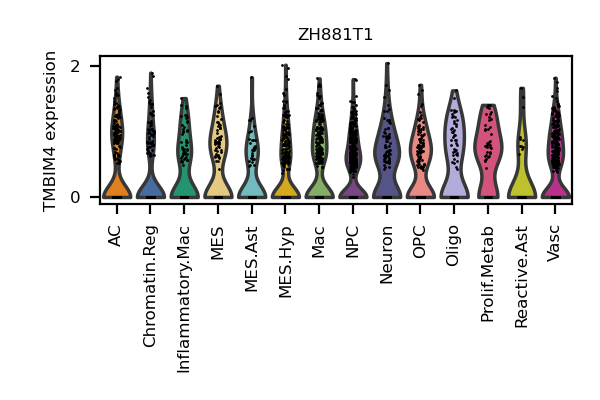 ZH881T1
TMBIM4 expression
2
0
AC
Chromatin.Reg
Inflammatory.Mac
MES
MES.Ast
MES.Hyp
Mac
NPC
Neuron
OPC
Oligo
Prolif.Metab
Reactive.Ast
Vasc